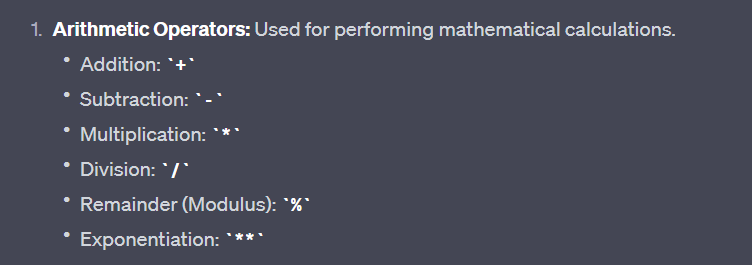 1. Arithmetic Operators: Used for performing mathematical calculations.
• Addition: `+`
• Subtraction: `-`
• Multiplication: `*`
• Division: `/`
• Remainder (Modulus): `%`
• Exponentiation: `**`